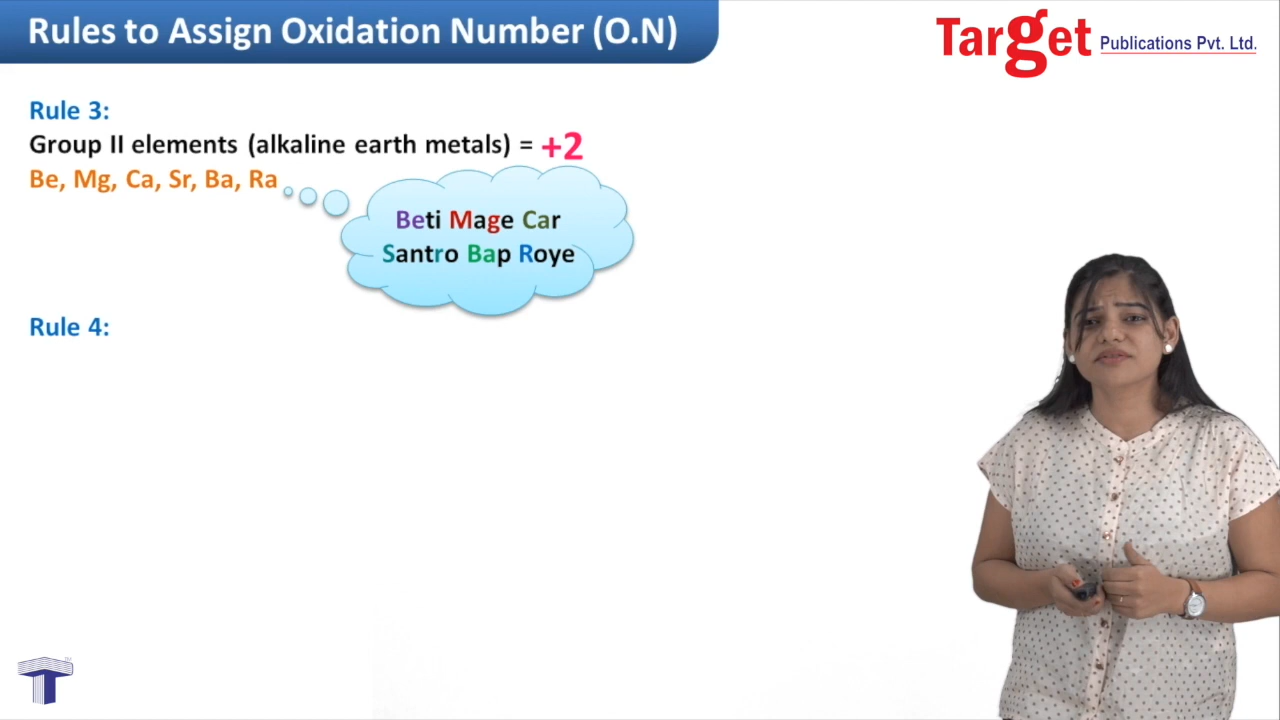 Rules to Assign Oxidation Number (O.N)
Target Publications Pvt. Ltd.
Rule 3:
Group II elements (alkaline earth metals) = +2
Be, Mg, Ca, Sr, Ba, Ra
Beti Mage Car
Santro Bap Roye
Rule 4: